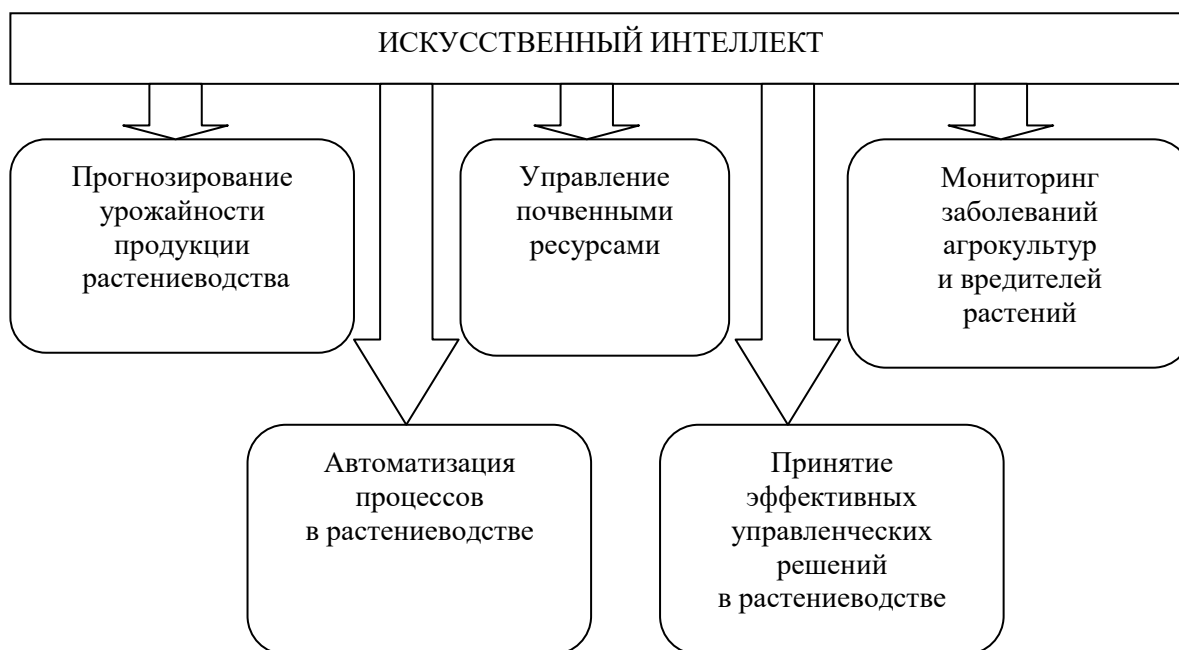 ИСКУССТВЕННЫЙ ИНТЕЛЛЕКТ
Прогнозирование
урожайности
продукции
растениеводства
Управление
почвенными
ресурсами
Мониторинг
заболеваний
агрокультур
и вредителей
растений
Автоматизация
процессов
в растениеводстве
Принятие
эффективных
управленческих
решений
в растениеводстве